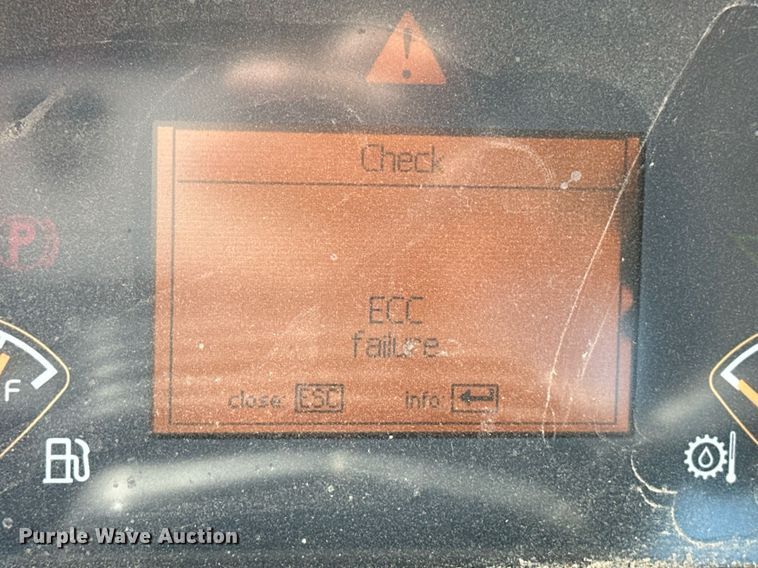 Check
P
ECC
failure
close ESC info
F
Purple Wave Auction